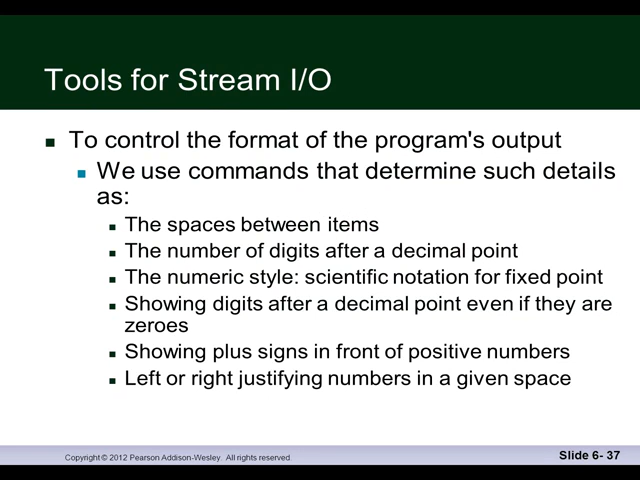 Tools for Stream I/O
To control the format of the program's output
We use commands that determine such details
as:
The spaces between items
The number of digits after a decimal point
The numeric style: scientific notation for fixed point
Showing digits after a decimal point even if they are
zeroes
Showing plus signs in front of positive numbers
Left or right justifying numbers in a given space
Copyright © 2012 Pearson Addison-Wesley. All rights reserved.
Slide 6- 37